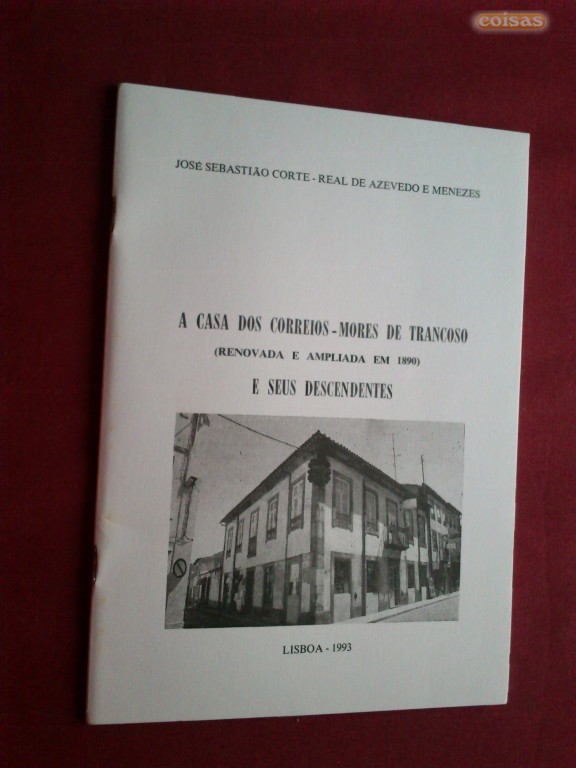 coisas
JOSÉ SEBASTIÃO CORTE - REAL DE AZEVEDO E MENEZES
A CASA DOS CORREIOS - MORES DE TRANCOSO
(RENOVADA E AMPLIADA EM 1890)
E SEUS DESCENDENTES
LISBOA - 1993